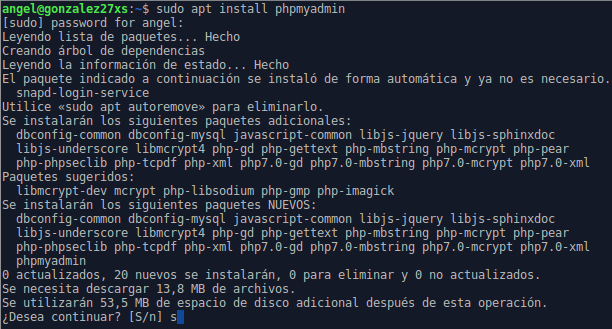 angel@gonzalez27xs:~$ sudo apt install phpmyadmin
[sudo] password for angel:
Leyendo lista de paquetes... Hecho
Creando árbol de dependencias
Leyendo la información de estado... Hecho
El paquete indicado a continuación se instaló de forma automática y ya no es necesario.
  snapd-login-service
Utilice «sudo apt autoremove» para eliminarlo.
Se instalarán los siguientes paquetes adicionales:
  dbconfig-common dbconfig-mysql javascript-common libjs-jquery libjs-sphinxdoc
  libjs-underscore libmcrypt4 php-gd php-gettext php-mbstring php-mcrypt php-pear
  php-phpseclib php-tcpdf php-xml php7.0-gd php7.0-mbstring php7.0-mcrypt php7.0-xml
Paquetes sugeridos:
  libmcrypt-dev mcrypt php-libsodium php-gmp php-imagick
Se instalarán los siguientes paquetes NUEVOS:
  dbconfig-common dbconfig-mysql javascript-common libjs-jquery libjs-sphinxdoc
  libjs-underscore libmcrypt4 php-gd php-gettext php-mbstring php-mcrypt php-pear
  php-phpseclib php-tcpdf php-xml php7.0-gd php7.0-mbstring php7.0-mcrypt php7.0-xml
  phpmyadmin
0 actualizados, 20 nuevos se instalarán, 0 para eliminar y 0 no actualizados.
Se necesita descargar 13,8 MB de archivos.
Se utilizarán 53,5 MB de espacio de disco adicional después de esta operación.
¿Desea continuar? [S/n] s